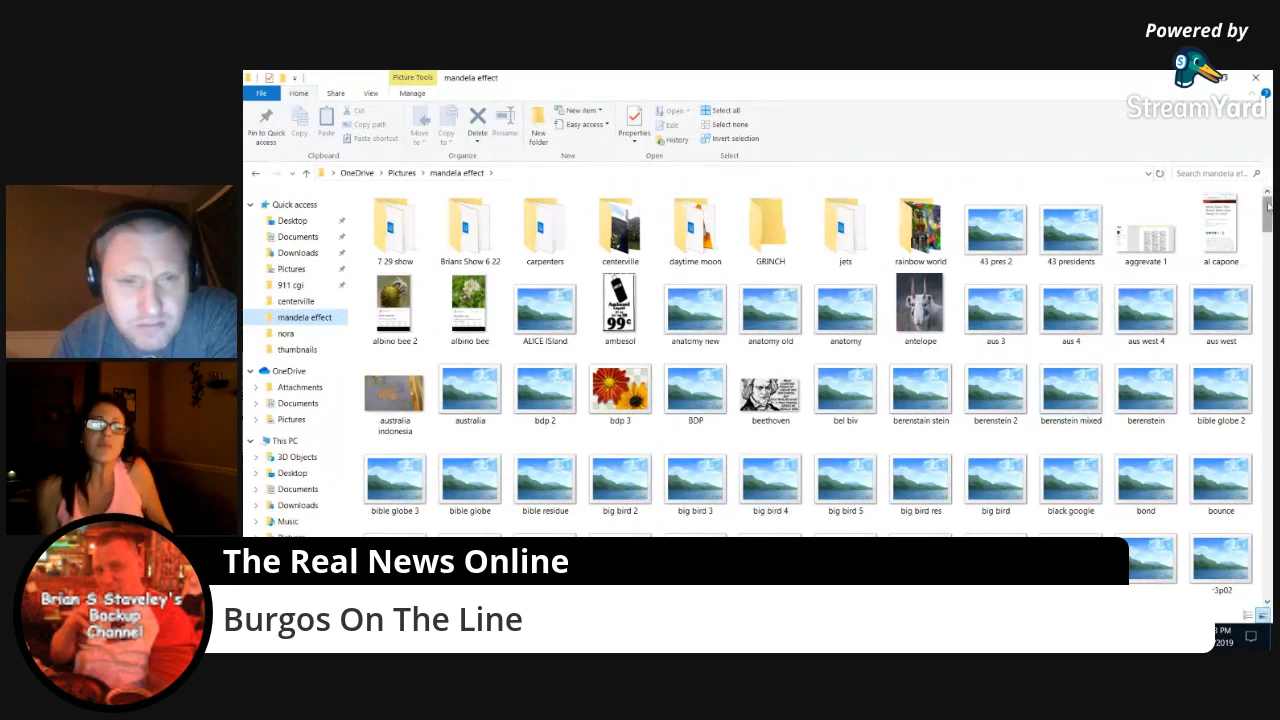 Powered by
StreamYard
Picture Tools mandela effect
File Home Share View Manage
Pin to Quick access
Copy
Paste
Cut
Copy path
Paste shortcut
Move to
Copy to
Delete
Rename
New folder
New item
Easy access
Properties
Open
Edit
History
Select all
Select none
Invert selection
Clipboard Organize New Open Select
OneDrive Pictures mandela effect
Search mandela ef...
Quick access
Desktop
Documents
Downloads
Pictures
911 cgi
centerville
mandela effect
nora
thumbnails
OneDrive
Attachments
Documents
Pictures
This PC
3D Objects
Desktop
Documents
Downloads
Music
7 29 show Brians Show 6 22 carpenters centerville daytime moon GRINCH jets rainbow world 43 pres 2 43 presidents aggrevate 1 al capone
albino bee 2 albino bee ALICE ISland ambesol anatomy new anatomy old anatomy antelope aus 3 aus 4 aus west 4 aus west
99¢
australia indonesia australia bdp 2 bdp 3 BDP beethoven bel biv berenstain stein berenstein 2 berenstein mixed berenstein bible globe 2
bible globe 3 bible globe bible residue big bird 2 big bird 3 big bird 4 big bird 5 big bird res big bird black google bond bounce
The Real News Online
Burgos On The Line
Brian S Staveley's
Backup
Channel
PM
/2019